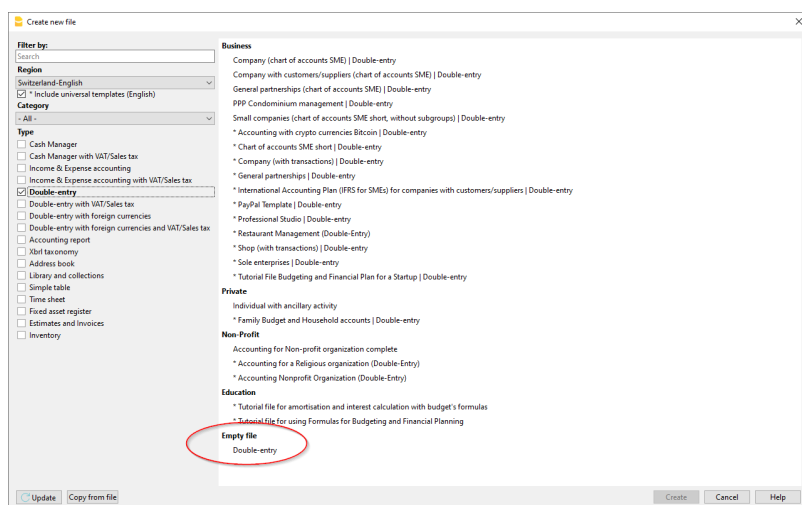 Create new file
Filter by:
Search
Region
Switzerland-English
* Include universal templates (English)
Category
- All -
Type
Cash Manager
Cash Manager with VAT/Sales tax
Income & Expense accounting
Income & Expense accounting with VAT/Sales tax
Double-entry
Double-entry with VAT/Sales tax
Double-entry with foreign currencies
Double-entry with foreign currencies and VAT/Sales tax
Accounting report
Xbrl taxonomy
Address book
Library and collections
Simple table
Time sheet
Fixed asset register
Estimates and Invoices
Inventory
Business
Company (chart of accounts SME) | Double-entry
Company with customers/suppliers (chart of accounts SME) | Double-entry
General partnerships (chart of accounts SME) | Double-entry
PPP Condominium management | Double-entry
Small companies (chart of accounts SME short, without subgroups) | Double-entry
* Accounting with crypto currencies Bitcoin | Double-entry
* Chart of accounts SME short | Double-entry
* Company (with transactions) | Double-entry
* General partnerships | Double-entry
* International Accounting Plan (IFRS for SMEs) for companies with customers/suppliers | Double-entry
* PayPal Template | Double-entry
* Professional Studio | Double-entry
* Restaurant Management (Double-Entry)
* Shop (with transactions) | Double-entry
* Sole enterprises | Double-entry
* Tutorial File Budgeting and Financial Plan for a Startup | Double-entry
Private
Individual with ancillary activity
* Family Budget and Household accounts | Double-entry
Non-Profit
Accounting for Non-profit organization complete
* Accounting for a Religious organization (Double-Entry)
* Accounting Nonprofit Organization (Double-Entry)
Education
* Tutorial file for amortisation and interest calculation with budget's formulas
* Tutorial file for using Formulas for Budgeting and Financial Planning
Empty file
Double-entry
Update
Copy from file
Create
Cancel
Help